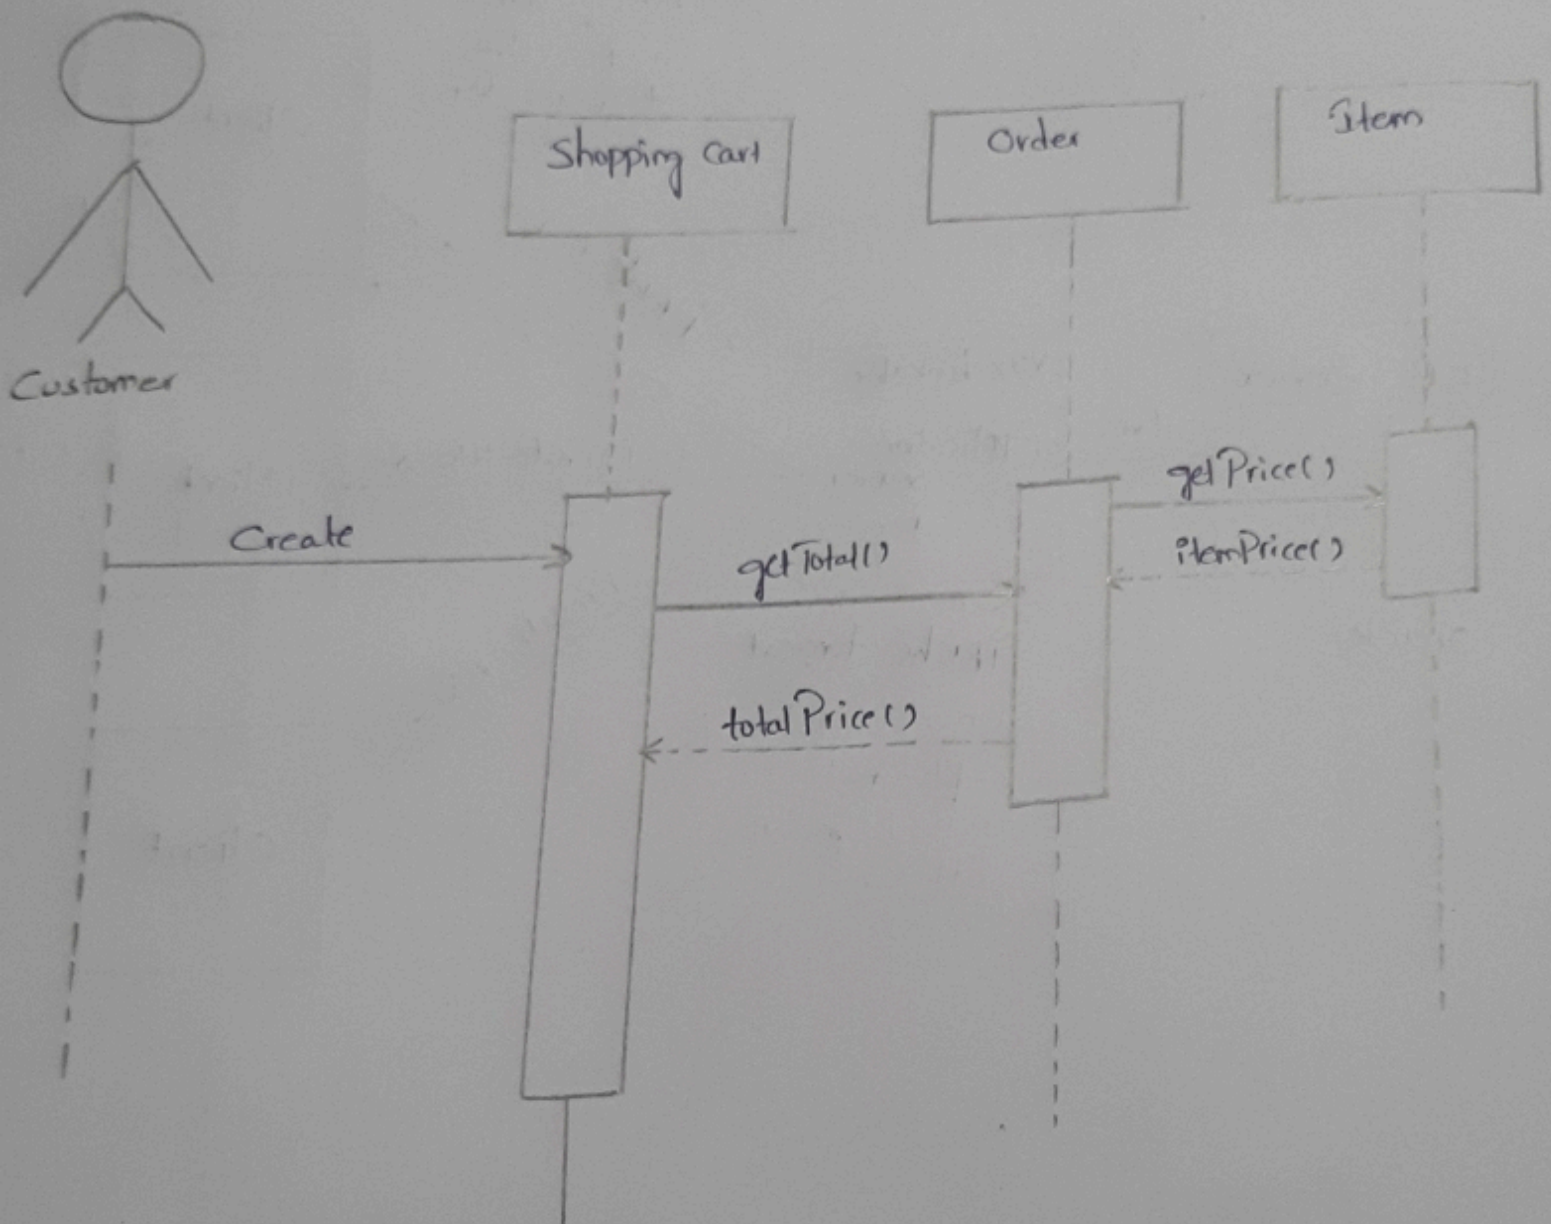 Shopping Cart
Order
Item
Customer
Create
getTotal()
getPrice()
itemPrice()
totalPrice()